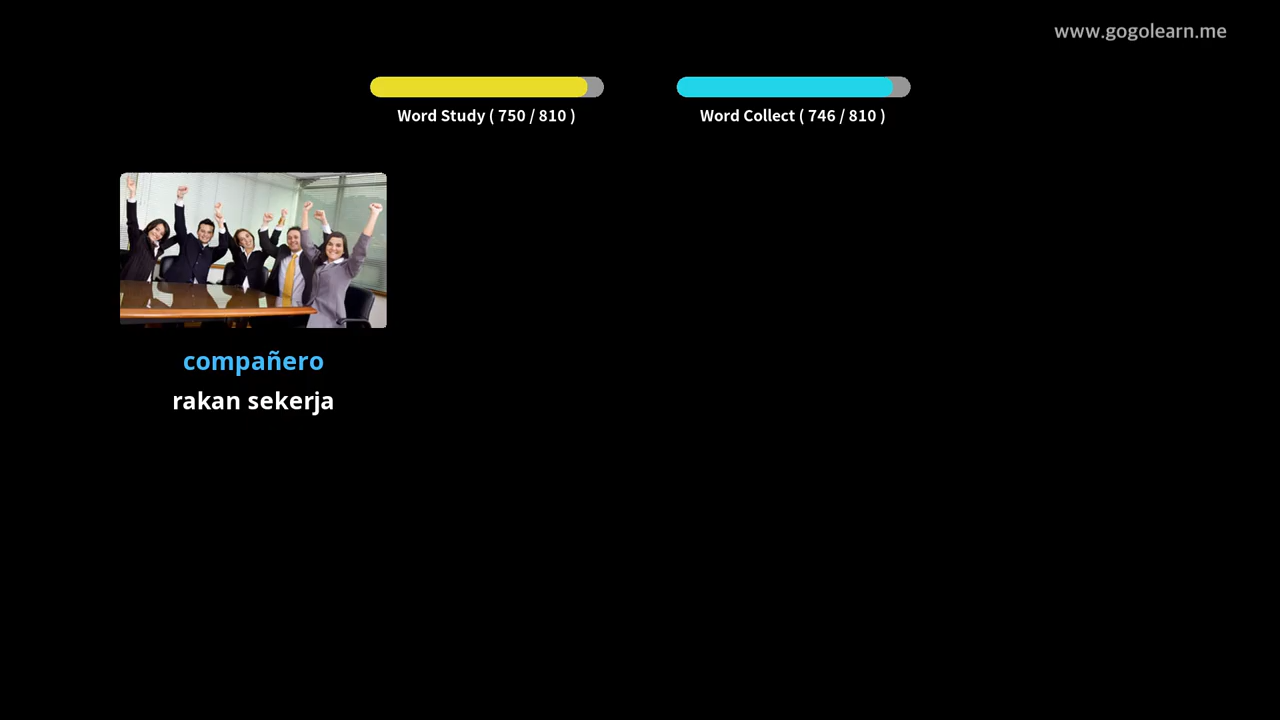 www.gogolearn.me
Word Study ( 750 / 810 )
Word Collect ( 746 / 810 )
compañero
rakan sekerja